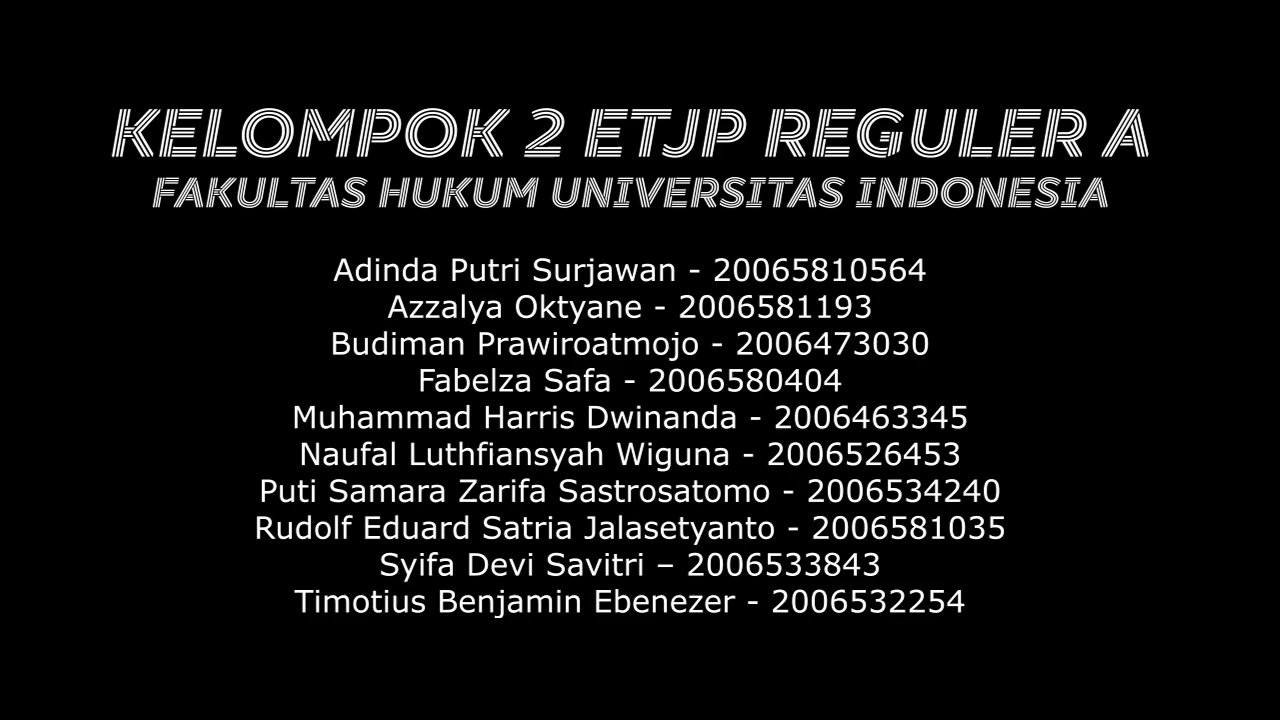 KELOMPOK 2 ETJP REGULER A
FAKULTAS HUKUM UNIVERSITAS INDONESIA
Adinda Putri Surjawan - 20065810564
Azzalya Oktyane - 2006581193
Budiman Prawiroatmojo - 2006473030
Fabelza Safa - 2006580404
Muhammad Harris Dwinanda - 2006463345
Naufal Luthfiansyah Wiguna - 2006526453
Puti Samara Zarifa Sastrosatomo - 2006534240
Rudolf Eduard Satria Jalasetyanto - 2006581035
Syifa Devi Savitri – 2006533843
Timotius Benjamin Ebenezer - 2006532254